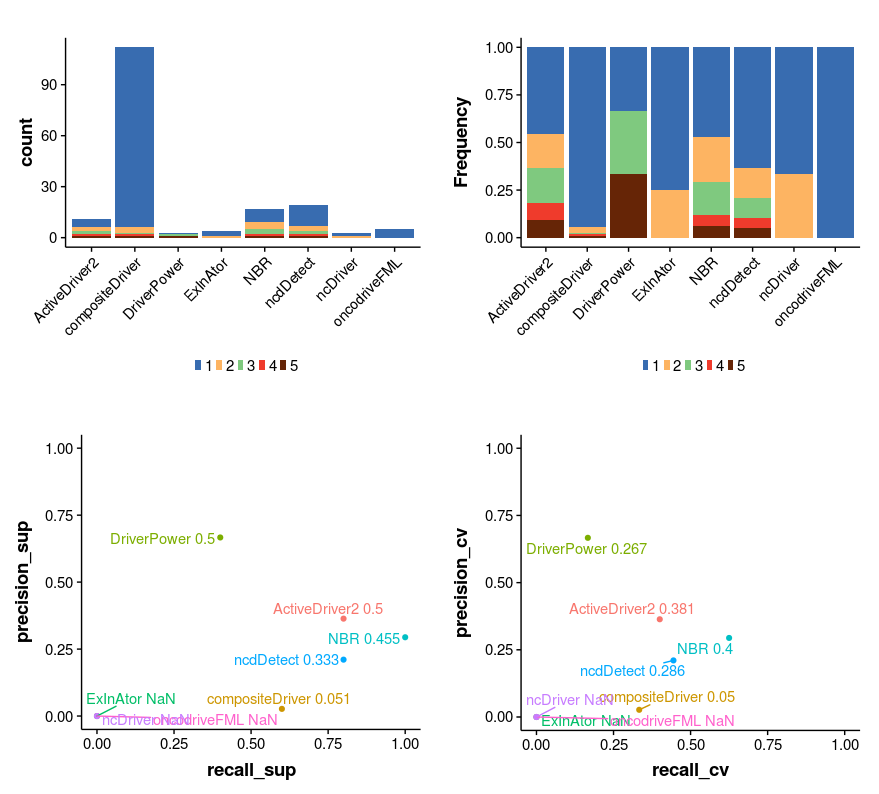 count
90
60
30
0
ActiveDriver2
compositeDriver
DriverPower
ExInAtor
NBR
ncdDetect
ncDriver
oncodriveFML
1 2 3 4 5
Frequency
1.00
0.75
0.50
0.25
0.00
ActiveDriver2
compositeDriver
DriverPower
ExInAtor
NBR
ncdDetect
ncDriver
oncodriveFML
1 2 3 4 5
precision_sup
1.00
0.75
0.50
0.25
0.00
DriverPower 0.5
ActiveDriver2 0.5
NBR 0.455
ncdDetect 0.333
compositeDriver 0.051
ExInAtor NaN
ncDriver NaN
oncodriveFML NaN
0.00 0.25 0.50 0.75 1.00
recall_sup
precision_cv
1.00
0.75
0.50
0.25
0.00
DriverPower 0.267
ActiveDriver2 0.381
NBR 0.4
ncdDetect 0.286
ncDriver NaN
compositeDriver 0.05
ExInAtor NaN
oncodriveFML NaN
0.00 0.25 0.50 0.75 1.00
recall_cv